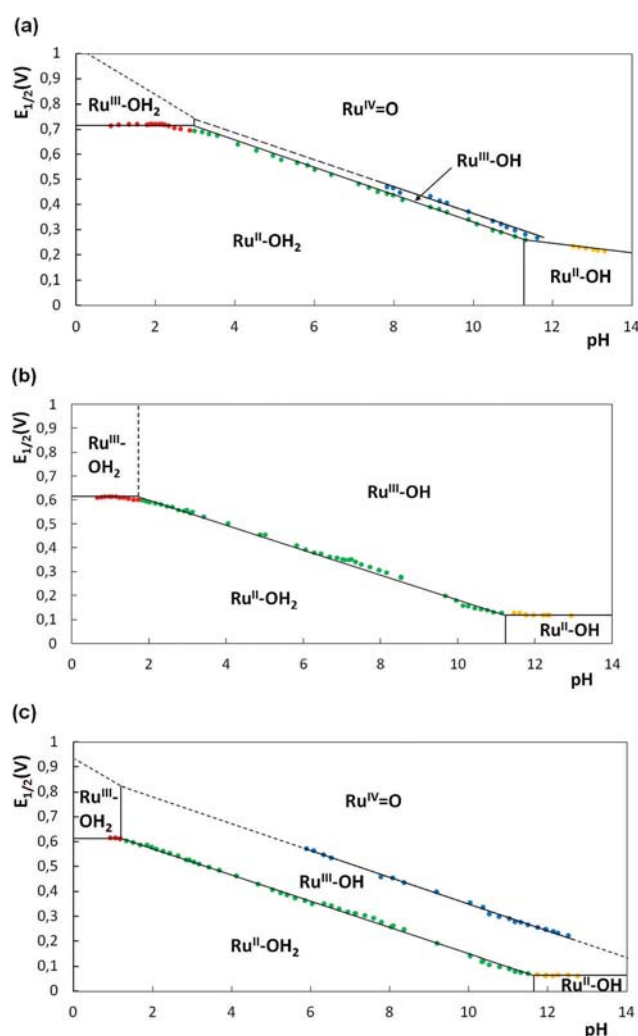 (a)
E1/2(V)
1
0,9
0,8
0,7
0,6
0,5
0,4
0,3
0,2
0,1
0
Ruᴵᴵᴵ-OH₂
Ruᴵⱽ=O
Ruᴵᴵᴵ-OH
Ruᴵᴵ-OH₂
Ruᴵᴵ-OH
0 2 4 6 8 10 12 14
pH
(b)
E1/2(V)
1
0,9
0,8
0,7
0,6
0,5
0,4
0,3
0,2
0,1
0
Ruᴵᴵᴵ-
OH₂
Ruᴵᴵᴵ-OH
Ruᴵᴵ-OH₂
Ruᴵᴵ-OH
0 2 4 6 8 10 12 14
pH
(c)
E1/2(V)
1
0,9
0,8
0,7
0,6
0,5
0,4
0,3
0,2
0,1
0
Ruᴵᴵᴵ-
OH₂
Ruᴵⱽ=O
Ruᴵᴵᴵ-OH
Ruᴵᴵ-OH₂
Ruᴵᴵ-OH
0 2 4 6 8 10 12 14
pH